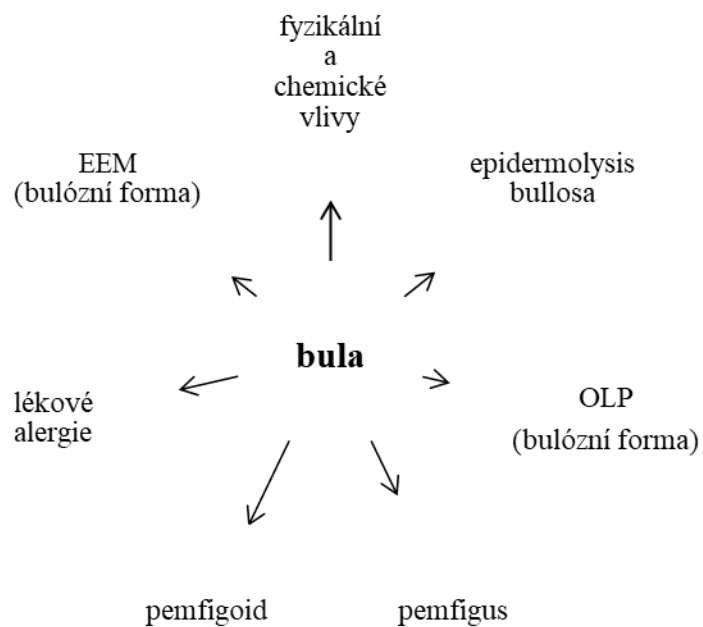 fyzikální
a
chemické
vlivy
EEM
(bulózní forma)
epidermolysis
bullosa
bula
lékové
alergie
OLP
(bulózní forma)
pemfigoid
pemfigus